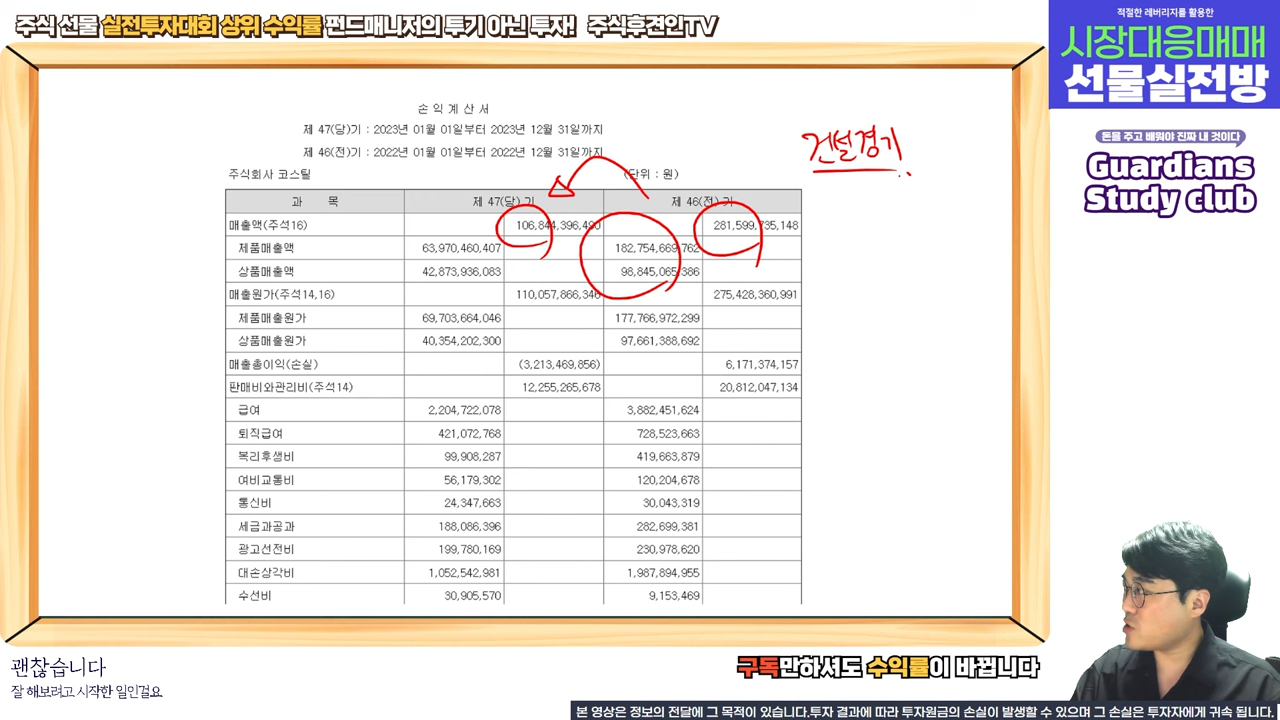 주식 선물 실전투자대회 상위 수익률 펀드매니저의 투기 아닌 투자! 주식후견인TV
적절한 레버리지를 활용한
시장대응매매
선물실전방
돈을 주고 배워야 진짜 내 것이다
Guardians
Study club
손 익 계 산 서
제 47(당)기 : 2023년 01월 01일부터 2023년 12월 31일까지
제 46(전)기 : 2022년 01월 01일부터 2022년 12월 31일까지
건설경기
주식회사 코스틸 (단위 : 원)
과 목 제 47(당) 기 제 46(전) 기
매출액(주석16) 106,844,396,490 281,599,735,148
제품매출액 63,970,460,407 182,754,669,762
상품매출액 42,873,936,083 98,845,065,386
매출원가(주석14,16) 110,057,866,346 275,428,360,991
제품매출원가 69,703,664,046 177,766,972,299
상품매출원가 40,354,202,300 97,661,388,692
매출총이익(손실) (3,213,469,856) 6,171,374,157
판매비와관리비(주석14) 12,255,265,678 20,812,047,134
급여 2,204,722,078 3,882,451,624
퇴직급여 421,072,768 728,523,663
복리후생비 99,908,287 419,663,879
여비교통비 56,179,302 120,204,678
통신비 24,347,663 30,043,319
세금과공과 188,086,396 282,699,381
광고선전비 199,780,169 230,978,620
대손상각비 1,052,542,981 1,987,894,955
수선비 30,905,570 9,153,469
괜찮습니다
잘 해보려고 시작한 일인걸요
구독만하셔도 수익률이 바뀝니다
본 영상은 정보의 전달에 그 목적이 있습니다.투자 결과에 따라 투자원금의 손실이 발생할 수 있으며 그 손실은 투자자에게 귀속 됩니다.